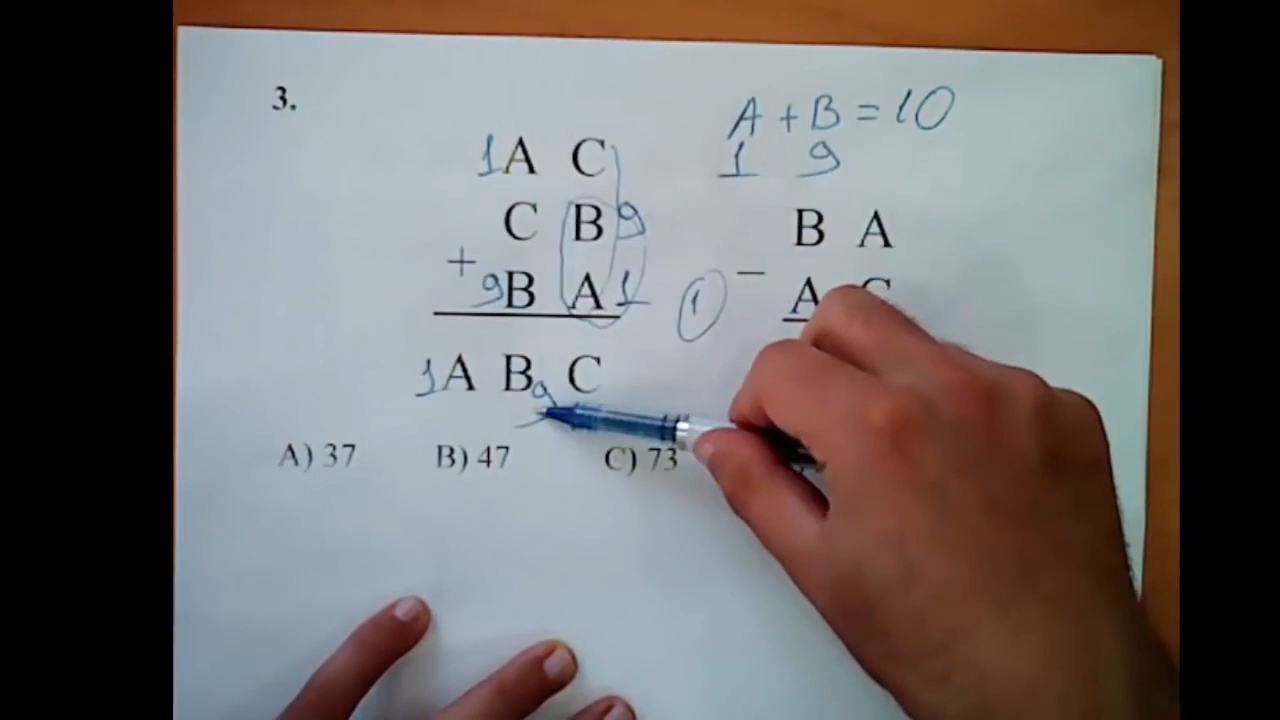 3.
A + B = 10
1 9
1A C
C B 9
+ 9B A 1
1A B 9 C
1
B A
− A C
A) 37 B) 47 C) 73